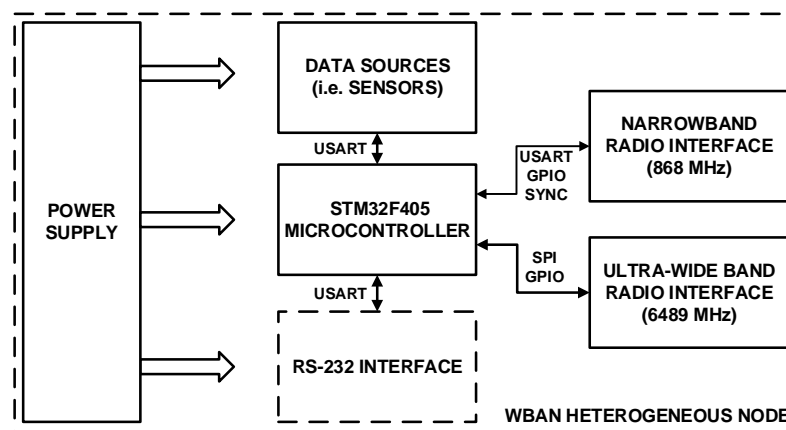 POWER
SUPPLY
DATA SOURCES
(i.e. SENSORS)
USART
STM32F405
MICROCONTROLLER
USART
RS-232 INTERFACE
USART
GPIO
SYNC
NARROWBAND
RADIO INTERFACE
(868 MHz)
SPI
GPIO
ULTRA-WIDE BAND
RADIO INTERFACE
(6489 MHz)
WBAN HETEROGENEOUS NODE